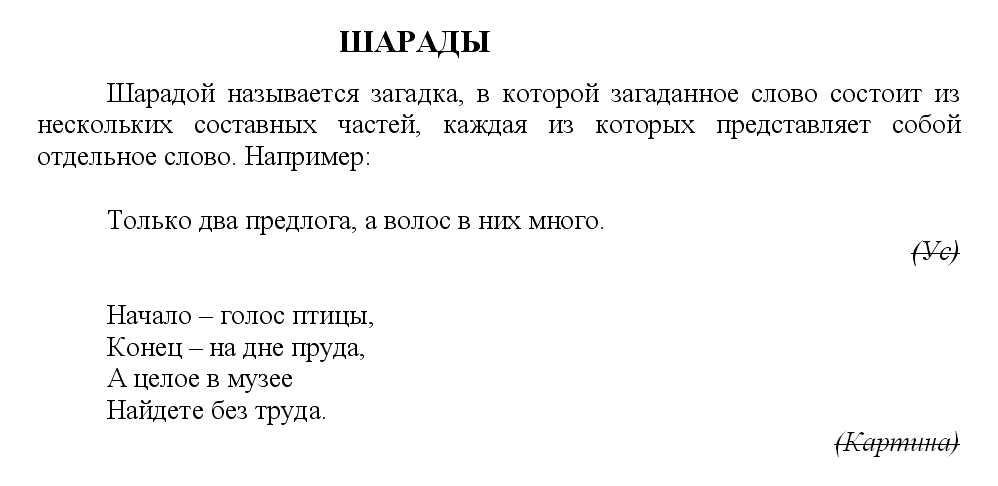 ШАРАДЫ
Шарадой называется загадка, в которой загаданное слово состоит из
нескольких составных частей, каждая из которых представляет собой
отдельное слово. Например:
Только два предлога, а волос в них много.
(Ус)
Начало – голос птицы,
Конец – на дне пруда,
А целое в музее
Найдете без труда.
(Картина)